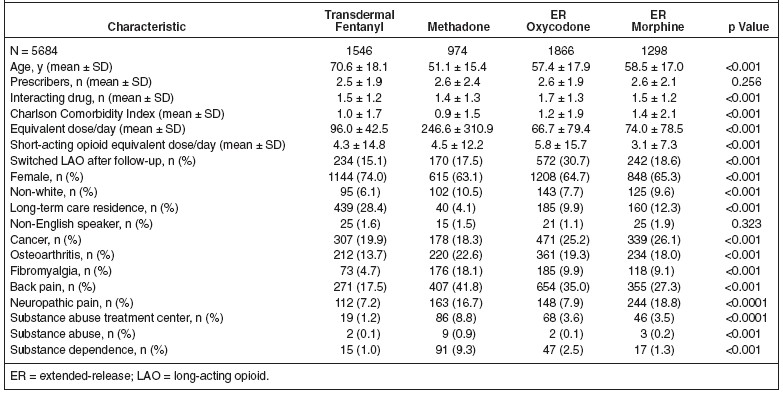 Characteristic Transdermal Fentanyl Methadone ER Oxycodone ER Morphine p Value
N = 5684 1546 974 1866 1298
Age, y (mean ± SD) 70.6 ± 18.1 51.1 ± 15.4 57.4 ± 17.9 58.5 ± 17.0 <0.001
Prescribers, n (mean ± SD) 2.5 ± 1.9 2.6 ± 2.4 2.6 ± 1.9 2.6 ± 2.1 0.256
Interacting drug, n (mean ± SD) 1.5 ± 1.2 1.4 ± 1.3 1.7 ± 1.3 1.5 ± 1.2 <0.001
Charlson Comorbidity Index (mean ± SD) 1.0 ± 1.7 0.9 ± 1.5 1.2 ± 1.9 1.4 ± 2.1 <0.001
Equivalent dose/day (mean ± SD) 96.0 ± 42.5 246.6 ± 310.9 66.7 ± 79.4 74.0 ± 78.5 <0.001
Short-acting opioid equivalent dose/day (mean ± SD) 4.3 ± 14.8 4.5 ± 12.2 5.8 ± 15.7 3.1 ± 7.3 <0.001
Switched LAO after follow-up, n (%) 234 (15.1) 170 (17.5) 572 (30.7) 242 (18.6) <0.001
Female, n (%) 1144 (74.0) 615 (63.1) 1208 (64.7) 848 (65.3) <0.001
Non-white, n (%) 95 (6.1) 102 (10.5) 143 (7.7) 125 (9.6) <0.001
Long-term care residence, n (%) 439 (28.4) 40 (4.1) 185 (9.9) 160 (12.3) <0.001
Non-English speaker, n (%) 25 (1.6) 15 (1.5) 21 (1.1) 25 (1.9) 0.323
Cancer, n (%) 307 (19.9) 178 (18.3) 471 (25.2) 339 (26.1) <0.001
Osteoarthritis, n (%) 212 (13.7) 220 (22.6) 361 (19.3) 234 (18.0) <0.001
Fibromyalgia, n (%) 73 (4.7) 176 (18.1) 185 (9.9) 118 (9.1) <0.001
Back pain, n (%) 271 (17.5) 407 (41.8) 654 (35.0) 355 (27.3) <0.001
Neuropathic pain, n (%) 112 (7.2) 163 (16.7) 148 (7.9) 244 (18.8) <0.0001
Substance abuse treatment center, n (%) 19 (1.2) 86 (8.8) 68 (3.6) 46 (3.5) <0.0001
Substance abuse, n (%) 2 (0.1) 9 (0.9) 2 (0.1) 3 (0.2) <0.001
Substance dependence, n (%) 15 (1.0) 91 (9.3) 47 (2.5) 17 (1.3) <0.001
ER = extended-release; LAO = long-acting opioid.